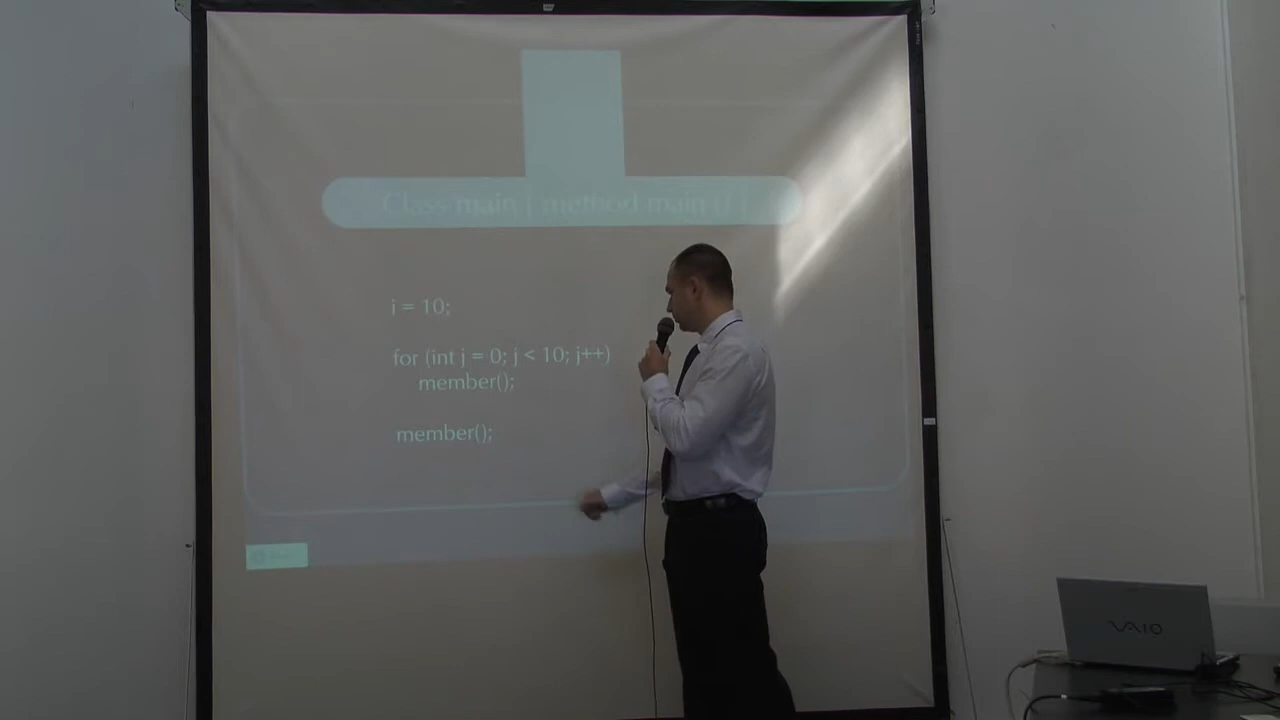 Class main | method main () |
i = 10;
for (int j = 0; j < 10; j++)
member();
member();
VAIO